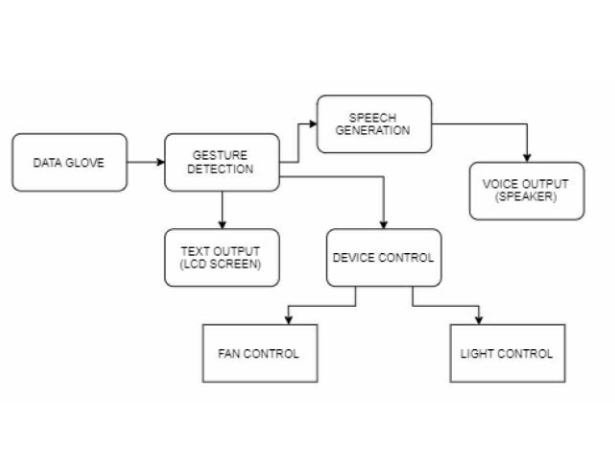 SPEECH
GENERATION
GESTURE
DETECTION
DATA GLOVE
VOICE OUTPUT
(SPEAKER)
TEXT OUTPUT
(LCD SCREEN)
DEVICE CONTROL
FAN CONTROL
LIGHT CONTROL